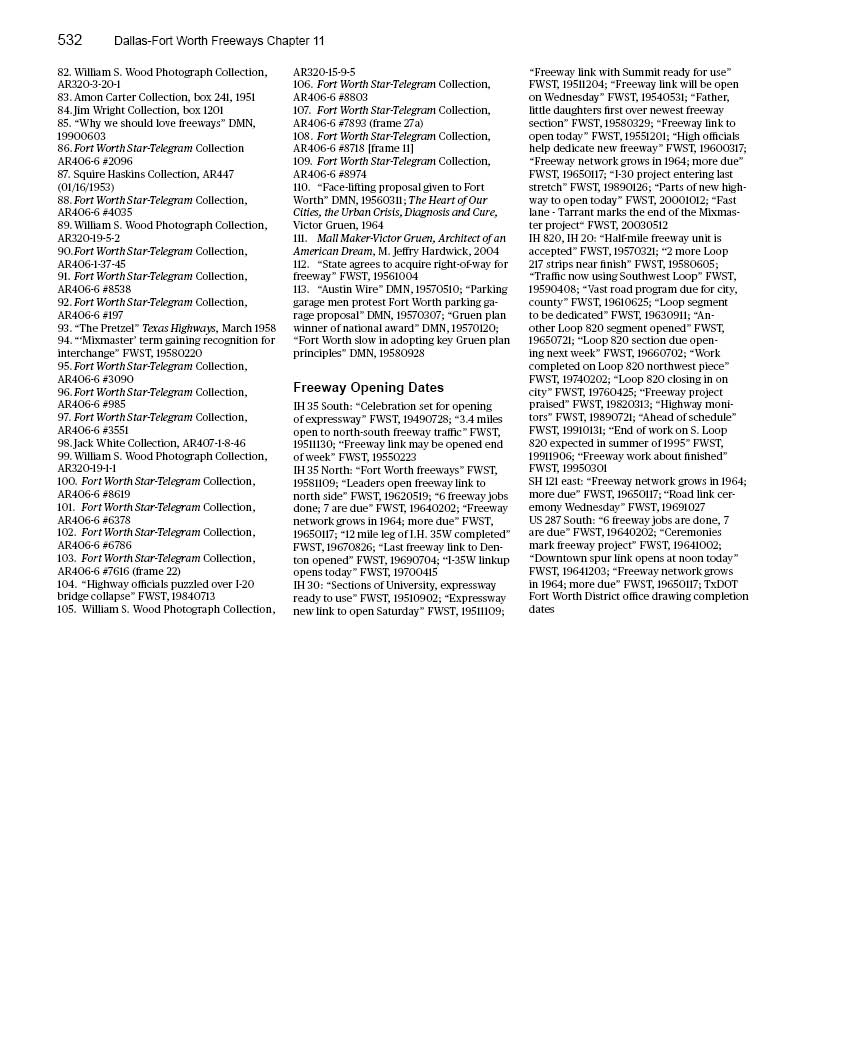 532 Dallas-Fort Worth Freeways Chapter 11
82. William S. Wood Photograph Collection,
AR320-3-20-1
83. Amon Carter Collection, box 241, 1951
84. Jim Wright Collection, box 1201
85. “Why we should love freeways” DMN,
19900603
86. Fort Worth Star-Telegram Collection
AR406-6 #2096
87. Squire Haskins Collection, AR447
(01/16/1953)
88. Fort Worth Star-Telegram Collection,
AR406-6 #4035
89. William S. Wood Photograph Collection,
AR320-19-5-2
90. Fort Worth Star-Telegram Collection,
AR406-1-37-45
91. Fort Worth Star-Telegram Collection,
AR406-6 #8538
92. Fort Worth Star-Telegram Collection,
AR406-6 #197
93. “The Pretzel” Texas Highways, March 1958
94. “‘Mixmaster’ term gaining recognition for
interchange” FWST, 19580220
95. Fort Worth Star-Telegram Collection,
AR406-6 #3090
96. Fort Worth Star-Telegram Collection,
AR406-6 #985
97. Fort Worth Star-Telegram Collection,
AR406-6 #3551
98. Jack White Collection, AR407-1-8-46
99. William S. Wood Photograph Collection,
AR320-19-1-1
100. Fort Worth Star-Telegram Collection,
AR406-6 #8619
101. Fort Worth Star-Telegram Collection,
AR406-6 #6378
102. Fort Worth Star-Telegram Collection,
AR406-6 #6786
103. Fort Worth Star-Telegram Collection,
AR406-6 #7616 (frame 22)
104. “Highway officials puzzled over I-20
bridge collapse” FWST, 19840713
105. William S. Wood Photograph Collection,
AR320-15-9-5
106. Fort Worth Star-Telegram Collection,
AR406-6 #8803
107. Fort Worth Star-Telegram Collection,
AR406-6 #7893 (frame 27a)
108. Fort Worth Star-Telegram Collection,
AR406-6 #8718 [frame 11]
109. Fort Worth Star-Telegram Collection,
AR406-6 #8974
110. “Face-lifting proposal given to Fort
Worth” DMN, 19560311; The Heart of Our
Cities, the Urban Crisis, Diagnosis and Cure,
Victor Gruen, 1964
111. Mall Maker-Victor Gruen, Architect of an
American Dream, M. Jeffry Hardwick, 2004
112. “State agrees to acquire right-of-way for
freeway” FWST, 19561004
113. “Austin Wire” DMN, 19570510; “Parking
garage men protest Fort Worth parking ga-
rage proposal” DMN, 19570307; “Gruen plan
winner of national award” DMN, 19570120;
“Fort Worth slow in adopting key Gruen plan
principles” DMN, 19580928
Freeway Opening Dates
IH 35 South: “Celebration set for opening
of expressway” FWST, 19490728; “3.4 miles
open to north-south freeway traffic” FWST,
19511130; “Freeway link may be opened end
of week” FWST, 19550223
IH 35 North: “Fort Worth freeways” FWST,
19581109; “Leaders open freeway link to
north side” FWST, 19620519; “6 freeway jobs
done; 7 are due” FWST, 19640202; “Freeway
network grows in 1964; more due” FWST,
19650117; “12 mile leg of I.H. 35W completed”
FWST, 19670826; “Last freeway link to Den-
ton opened” FWST, 19690704; “I-35W linkup
opens today” FWST, 19700415
IH 30: “Sections of University, expressway
ready to use” FWST, 19510902; “Expressway
new link to open Saturday” FWST, 19511109;
“Freeway link with Summit ready for use”
FWST, 19511204; “Freeway link will be open
on Wednesday” FWST, 19540531; “Father,
little daughters first over newest freeway
section” FWST, 19580329; “Freeway link to
open today” FWST, 19551201; “High officials
help dedicate new freeway” FWST, 19600317;
“Freeway network grows in 1964; more due”
FWST, 19650117; “I-30 project entering last
stretch” FWST, 19890126; “Parts of new high-
way to open today” FWST, 20001012; “Fast
lane - Tarrant marks the end of the Mixmas-
ter project“ FWST, 20030512
IH 820, IH 20: “Half-mile freeway unit is
accepted” FWST, 19570321; “2 more Loop
217 strips near finish” FWST, 19580605;
“Traffic now using Southwest Loop” FWST,
19590408; “Vast road program due for city,
county” FWST, 19610625; “Loop segment
to be dedicated” FWST, 19630911; “An-
other Loop 820 segment opened” FWST,
19650721; “Loop 820 section due open-
ing next week” FWST, 19660702; “Work
completed on Loop 820 northwest piece”
FWST, 19740202; “Loop 820 closing in on
city” FWST, 19760425; “Freeway project
praised” FWST, 19820313; “Highway moni-
tors” FWST, 19890721; “Ahead of schedule”
FWST, 19910131; “End of work on S. Loop
820 expected in summer of 1995” FWST,
19911906; “Freeway work about finished”
FWST, 19950301
SH 121 east: “Freeway network grows in 1964;
more due” FWST, 19650117; “Road link cer-
emony Wednesday” FWST, 19691027
US 287 South: “6 freeway jobs are done, 7
are due” FWST, 19640202; “Ceremonies
mark freeway project” FWST, 19641002;
“Downtown spur link opens at noon today”
FWST, 19641203; “Freeway network grows
in 1964; more due” FWST, 19650117; TxDOT
Fort Worth District office drawing completion
dates